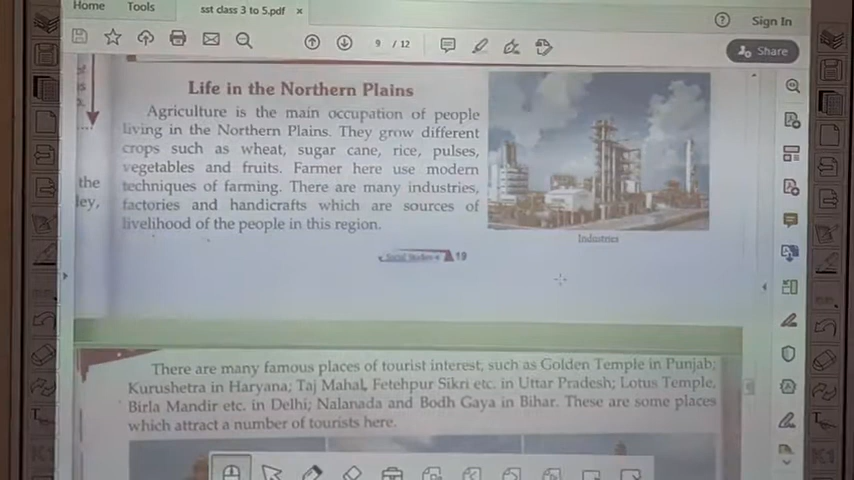 Home Tools sst class 3 to 5.pdf × Sign In
9 / 12 Share
Life in the Northern Plains
Agriculture is the main occupation of people
living in the Northern Plains. They grow different
crops such as wheat, sugar cane, rice, pulses,
vegetables and fruits. Farmer here use modern
techniques of farming. There are many industries,
factories and handicrafts which are sources of
livelihood of the people in this region.
the
ley,
Industries
Social Studies-4 19
There are many famous places of tourist interest, such as Golden Temple in Punjab;
Kurushetra in Haryana; Taj Mahal, Fetehpur Sikri etc. in Uttar Pradesh; Lotus Temple,
Birla Mandir etc. in Delhi; Nalanada and Bodh Gaya in Bihar. These are some places
which attract a number of tourists here.